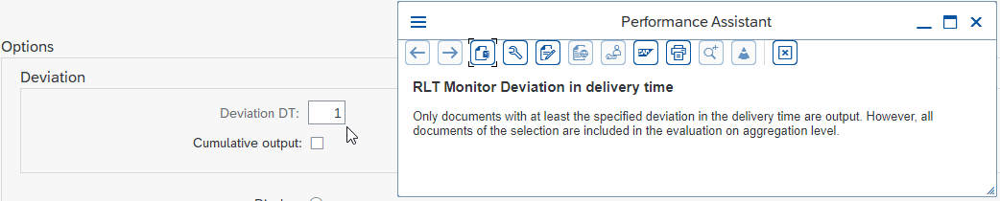 Performance Assistant
Options
Deviation
Deviation DT: 1
Cumulative output:
RLT Monitor Deviation in delivery time
Only documents with at least the specified deviation in the delivery time are output. However, all
documents of the selection are included in the evaluation on aggregation level.